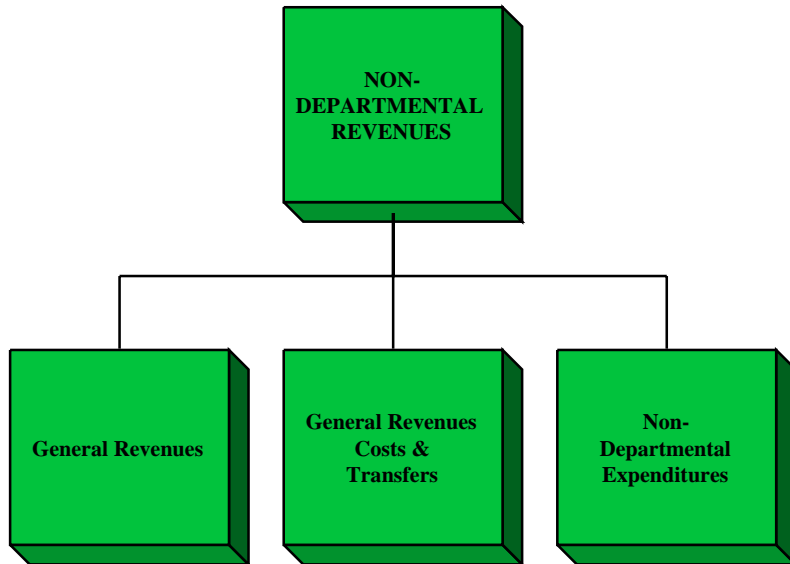 NON-
DEPARTMENTAL
REVENUES
General Revenues
General Revenues
Costs &
Transfers
Non-
Departmental
Expenditures